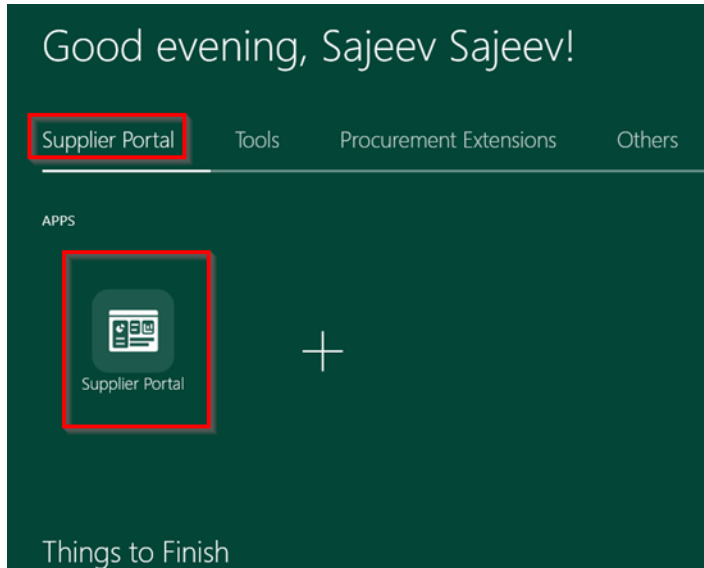 Good evening, Sajeev Sajeev!
Supplier Portal Tools Procurement Extensions Others
APPS
Supplier Portal
Things to Finish